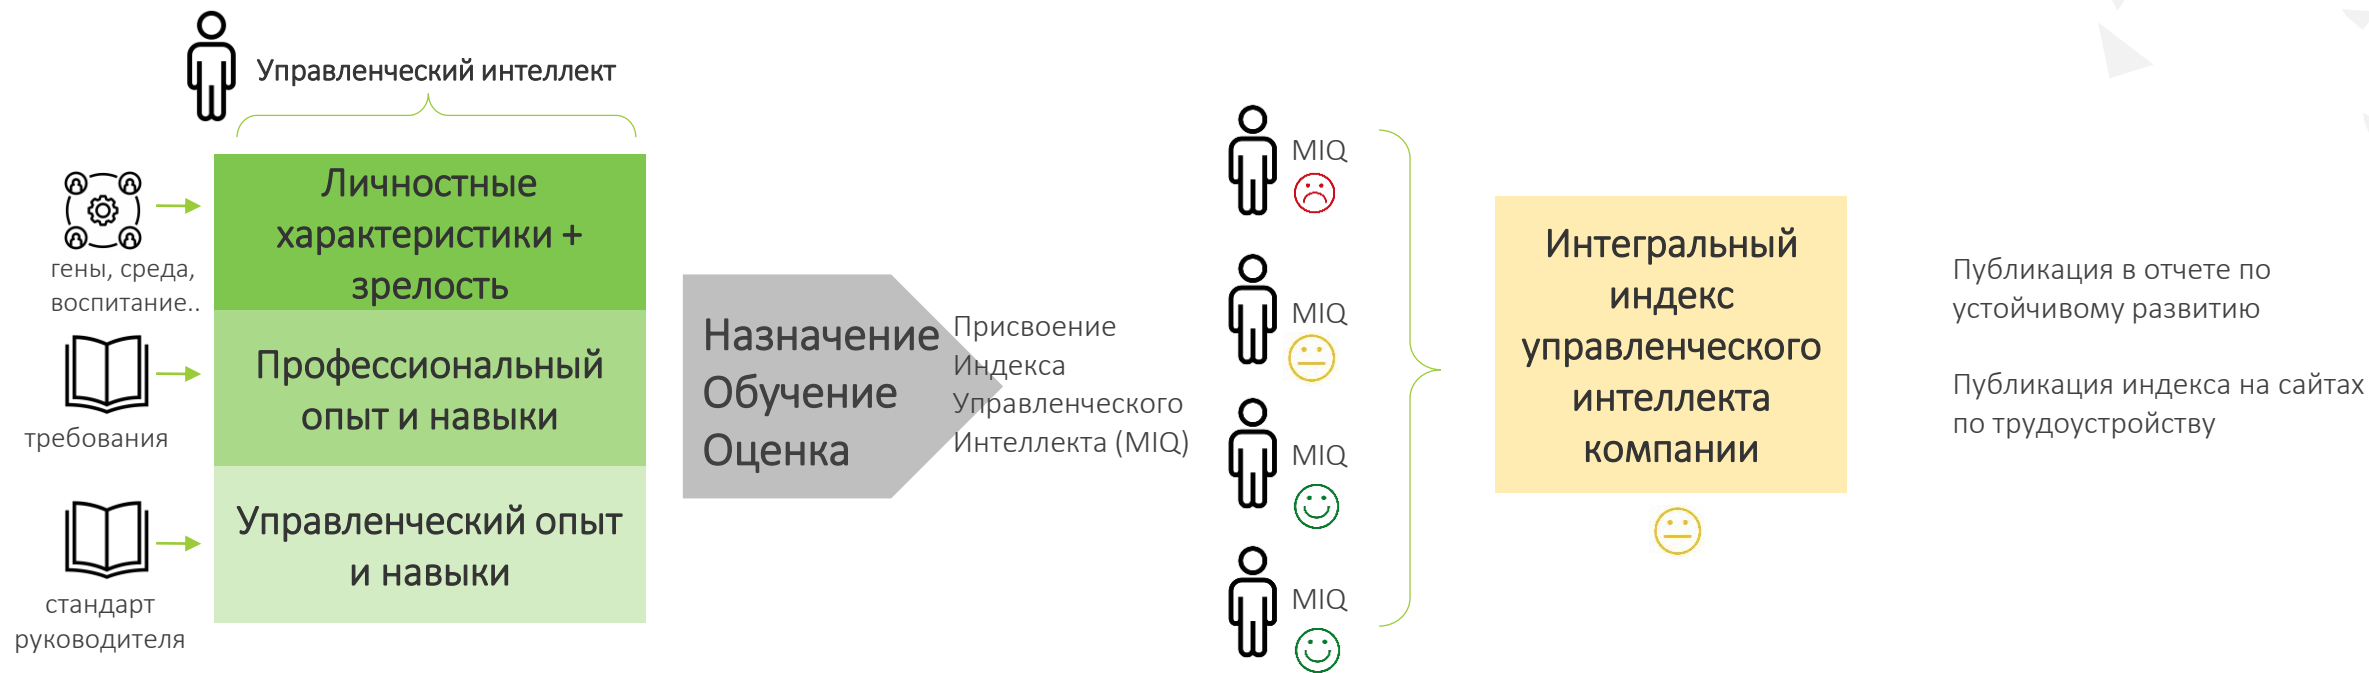 Управленческий интеллект
гены, среда,
воспитание..
требования
стандарт
руководителя
Личностные
характеристики +
зрелость
Профессиональный
опыт и навыки
Управленческий опыт
и навыки
Назначение
Обучение
Оценка
Присвоение
Индекса
Управленческого
Интеллекта (MIQ)
MIQ
MIQ
MIQ
MIQ
Интегральный
индекс
управленческого
интеллекта
компании
Публикация в отчете по
устойчивому развитию
Публикация индекса на сайтах
по трудоустройству